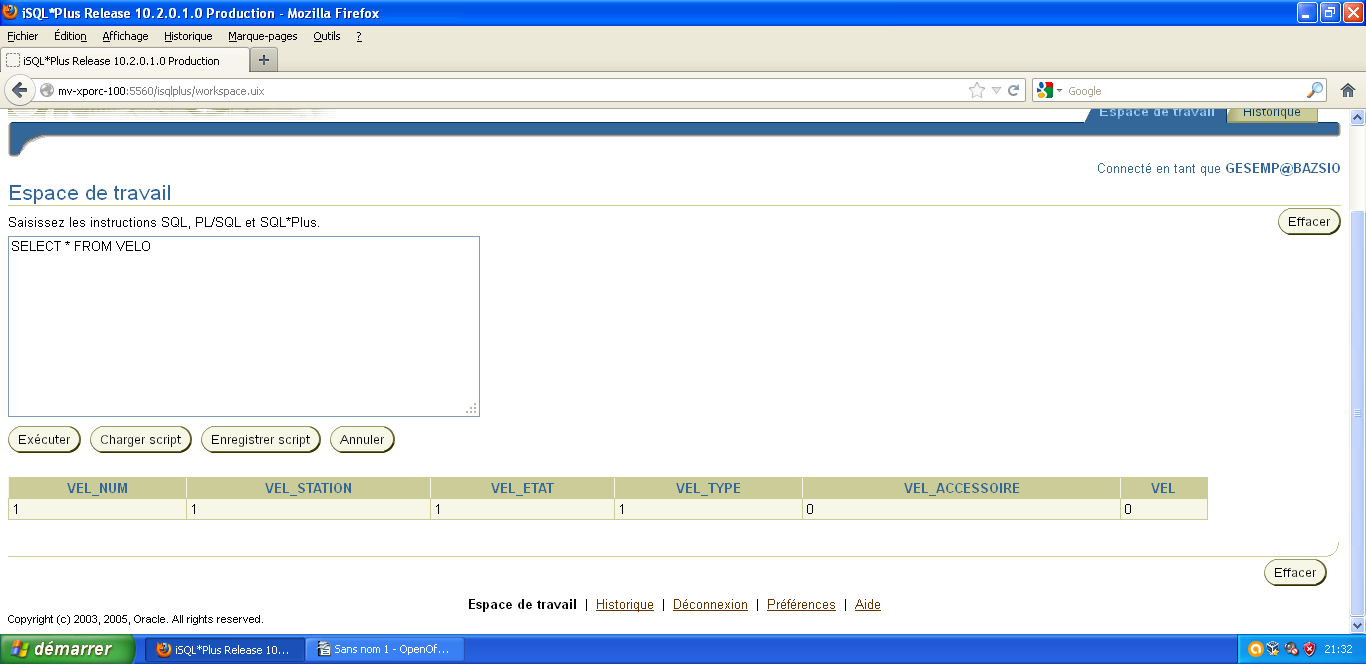 iSQL*Plus Release 10.2.0.1.0 Production - Mozilla Firefox
Fichier Édition Affichage Historique Marque-pages Outils ?
iSQL*Plus Release 10.2.0.1.0 Production
mv-xporc-100:5560/isqlplus/workspace.uix Google
Espace de travail Historique
Connecté en tant que GESEMP@BAZSIO
Espace de travail
Saisissez les instructions SQL, PL/SQL et SQL*Plus.
Effacer
SELECT * FROM VELO
Exécuter Charger script Enregistrer script Annuler
VEL_NUM VEL_STATION VEL_ETAT VEL_TYPE VEL_ACCESSOIRE VEL
1 1 1 1 0 0
Effacer
Espace de travail | Historique | Déconnexion | Préférences | Aide
Copyright (c) 2003, 2005, Oracle. All rights reserved.
démarrer iSQL*Plus Release 10... Sans nom 1 - OpenOf... 21:32